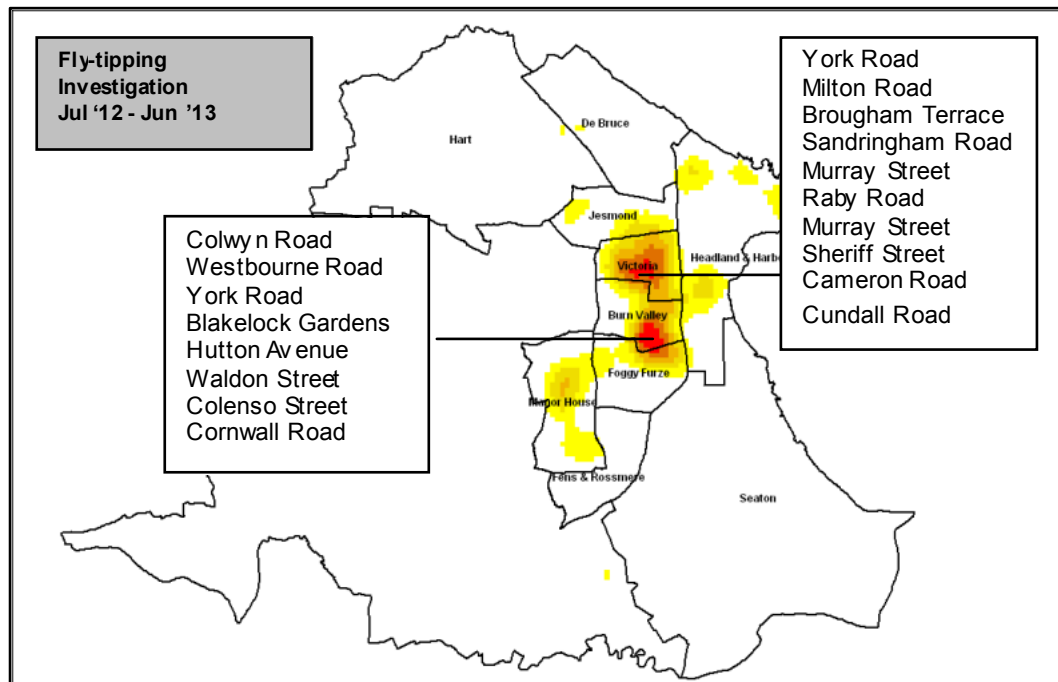 Fly-tipping
Investigation
Jul ‘12 - Jun ’13
York Road
Milton Road
Brougham Terrace
Sandringham Road
Murray Street
Raby Road
Murray Street
Sheriff Street
Cameron Road
Cundall Road
De Bruce
Hart
Jesmond
Colwyn Road
Westbourne Road
York Road
Blakelock Gardens
Hutton Avenue
Waldon Street
Colenso Street
Cornwall Road
Victoria
Headland & Harbo
Burn Valley
Foggy Furze
Manor House
Fens & Rossmere
Seaton